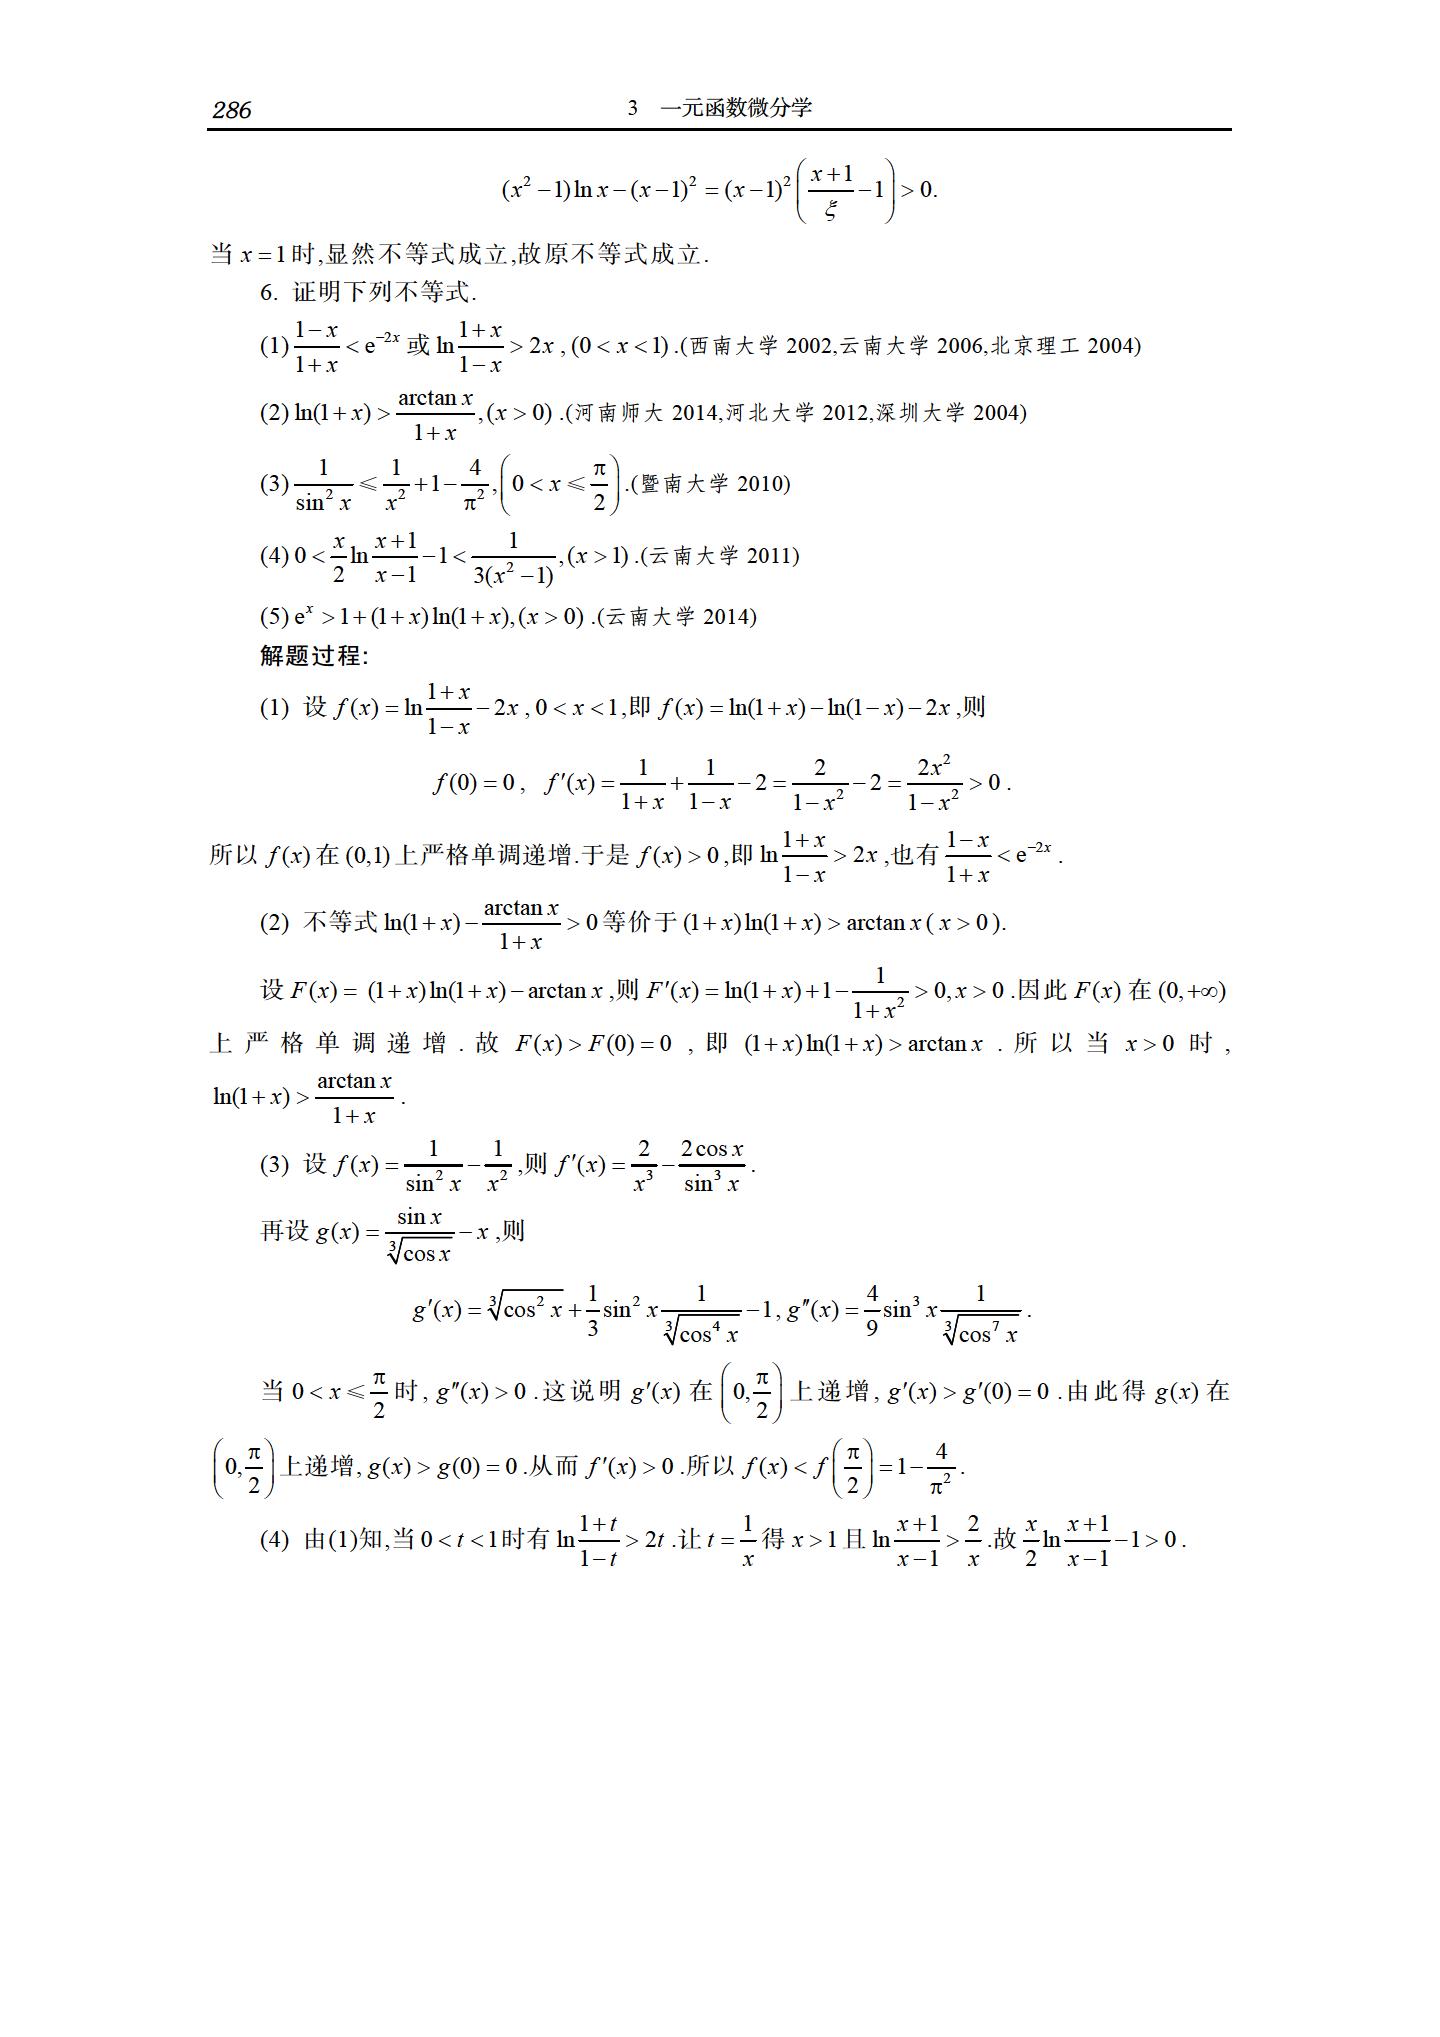 286 3 一元函数微分学
$(x^2-1)\ln x-(x-1)^2=(x-1)^2\left(\frac{x+1}{\xi}-1\right)>0.$
当 $x=1$ 时,显然不等式成立,故原不等式成立.
6. 证明下列不等式.
(1) $\frac{1-x}{1+x}<\mathrm{e}^{-2x}$ 或 $\ln\frac{1+x}{1-x}>2x,(0<x<1)$.(西南大学 2002,云南大学 2006,北京理工 2004)
(2) $\ln(1+x)>\frac{\arctan x}{1+x},(x>0)$.(河南师大 2014,河北大学 2012,深圳大学 2004)
(3) $\frac{1}{\sin^2 x}\leqslant\frac{1}{x^2}+1-\frac{4}{\pi^2},\left(0<x\leqslant\frac{\pi}{2}\right)$.(暨南大学 2010)
(4) $0<\frac{x}{2}\ln\frac{x+1}{x-1}-1<\frac{1}{3(x^2-1)},(x>1)$.(云南大学 2011)
(5) $\mathrm{e}^x>1+(1+x)\ln(1+x),(x>0)$.(云南大学 2014)
解题过程:
(1) 设 $f(x)=\ln\frac{1+x}{1-x}-2x,0<x<1$,即 $f(x)=\ln(1+x)-\ln(1-x)-2x$,则
$f(0)=0,\ f'(x)=\frac{1}{1+x}+\frac{1}{1-x}-2=\frac{2}{1-x^2}-2=\frac{2x^2}{1-x^2}>0.$
所以 $f(x)$ 在 $(0,1)$ 上严格单调递增.于是 $f(x)>0$,即 $\ln\frac{1+x}{1-x}>2x$,也有 $\frac{1-x}{1+x}<\mathrm{e}^{-2x}$.
(2) 不等式 $\ln(1+x)-\frac{\arctan x}{1+x}>0$ 等价于 $(1+x)\ln(1+x)>\arctan x(x>0)$.
设 $F(x)=(1+x)\ln(1+x)-\arctan x$,则 $F'(x)=\ln(1+x)+1-\frac{1}{1+x^2}>0,x>0$.因此 $F(x)$ 在 $(0,+\infty)$
上严格单调递增.故 $F(x)>F(0)=0$,即 $(1+x)\ln(1+x)>\arctan x$.所以当 $x>0$ 时,
$\ln(1+x)>\frac{\arctan x}{1+x}$.
(3) 设 $f(x)=\frac{1}{\sin^2 x}-\frac{1}{x^2}$,则 $f'(x)=\frac{2}{x^3}-\frac{2\cos x}{\sin^3 x}$.
再设 $g(x)=\frac{\sin x}{\sqrt[3]{\cos x}}-x$,则
$g'(x)=\sqrt[3]{\cos^2 x}+\frac{1}{3}\sin^2 x\frac{1}{\sqrt[3]{\cos^4 x}}-1,g''(x)=\frac{4}{9}\sin^3 x\frac{1}{\sqrt[3]{\cos^7 x}}.$
当 $0<x\leqslant\frac{\pi}{2}$ 时,$g''(x)>0$.这说明 $g'(x)$ 在 $\left(0,\frac{\pi}{2}\right)$ 上递增,$g'(x)>g'(0)=0$.由此得 $g(x)$ 在
$\left(0,\frac{\pi}{2}\right)$ 上递增,$g(x)>g(0)=0$.从而 $f'(x)>0$.所以 $f(x)<f\left(\frac{\pi}{2}\right)=1-\frac{4}{\pi^2}$.
(4) 由(1)知,当 $0<t<1$ 时有 $\ln\frac{1+t}{1-t}>2t$.让 $t=\frac{1}{x}$ 得 $x>1$ 且 $\ln\frac{x+1}{x-1}>\frac{2}{x}$.故 $\frac{x}{2}\ln\frac{x+1}{x-1}-1>0$.